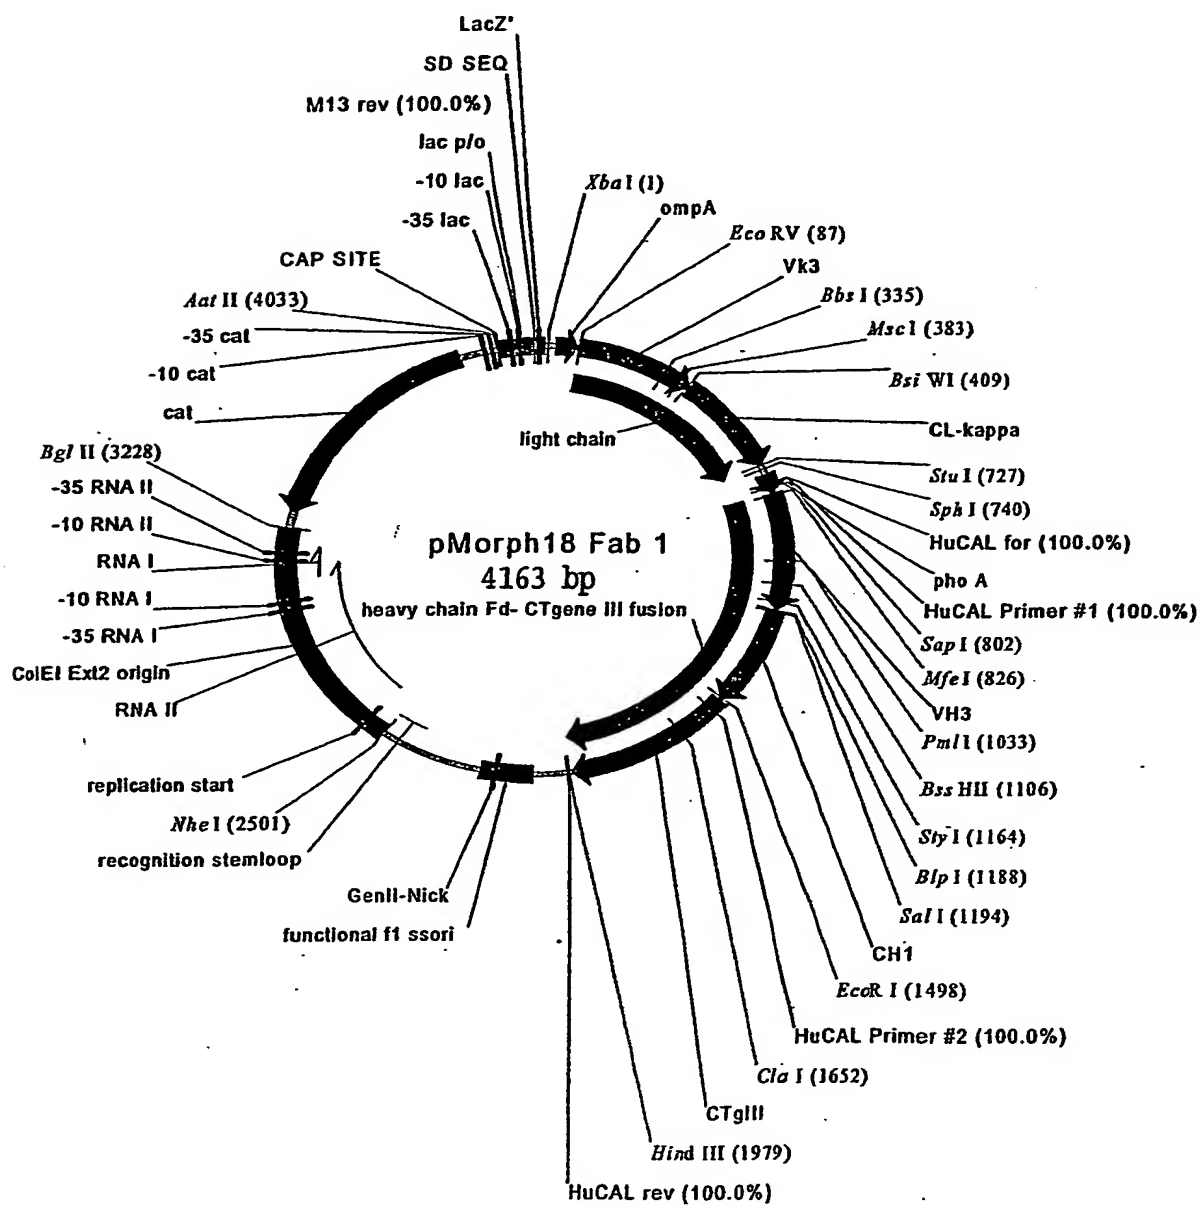 LacZ'
SD SEQ
M13 rev (100.0%)
lac p/o
-10 lac
-35 lac
CAP SITE
Aat II (4033)
-35 cat
-10 cat
cat
Bgl II (3228)
-35 RNA II
-10 RNA II
RNA I
-10 RNA I
-35 RNA I
ColEI Ext2 origin
RNA II
replication start
Nhe I (2501)
recognition stemloop
GenII-Nick
functional f1 ssori
Xba I (1)
ompA
Eco RV (87)
Vk3
Bbs I (335)
Msc I (383)
Bsi WI (409)
CL-kappa
Stu I (727)
Sph I (740)
HuCAL for (100.0%)
pho A
HuCAL Primer #1 (100.0%)
Sap I (802)
Mfe I (826)
VH3
Pml I (1033)
Bss HII (1106)
Sty I (1164)
Blp I (1188)
Sal I (1194)
CH1
EcoR I (1498)
HuCAL Primer #2 (100.0%)
Cla I (1652)
CTgIII
Hind III (1979)
HuCAL rev (100.0%)
light chain
pMorph18 Fab 1
4163 bp
heavy chain Fd- CTgene III fusion